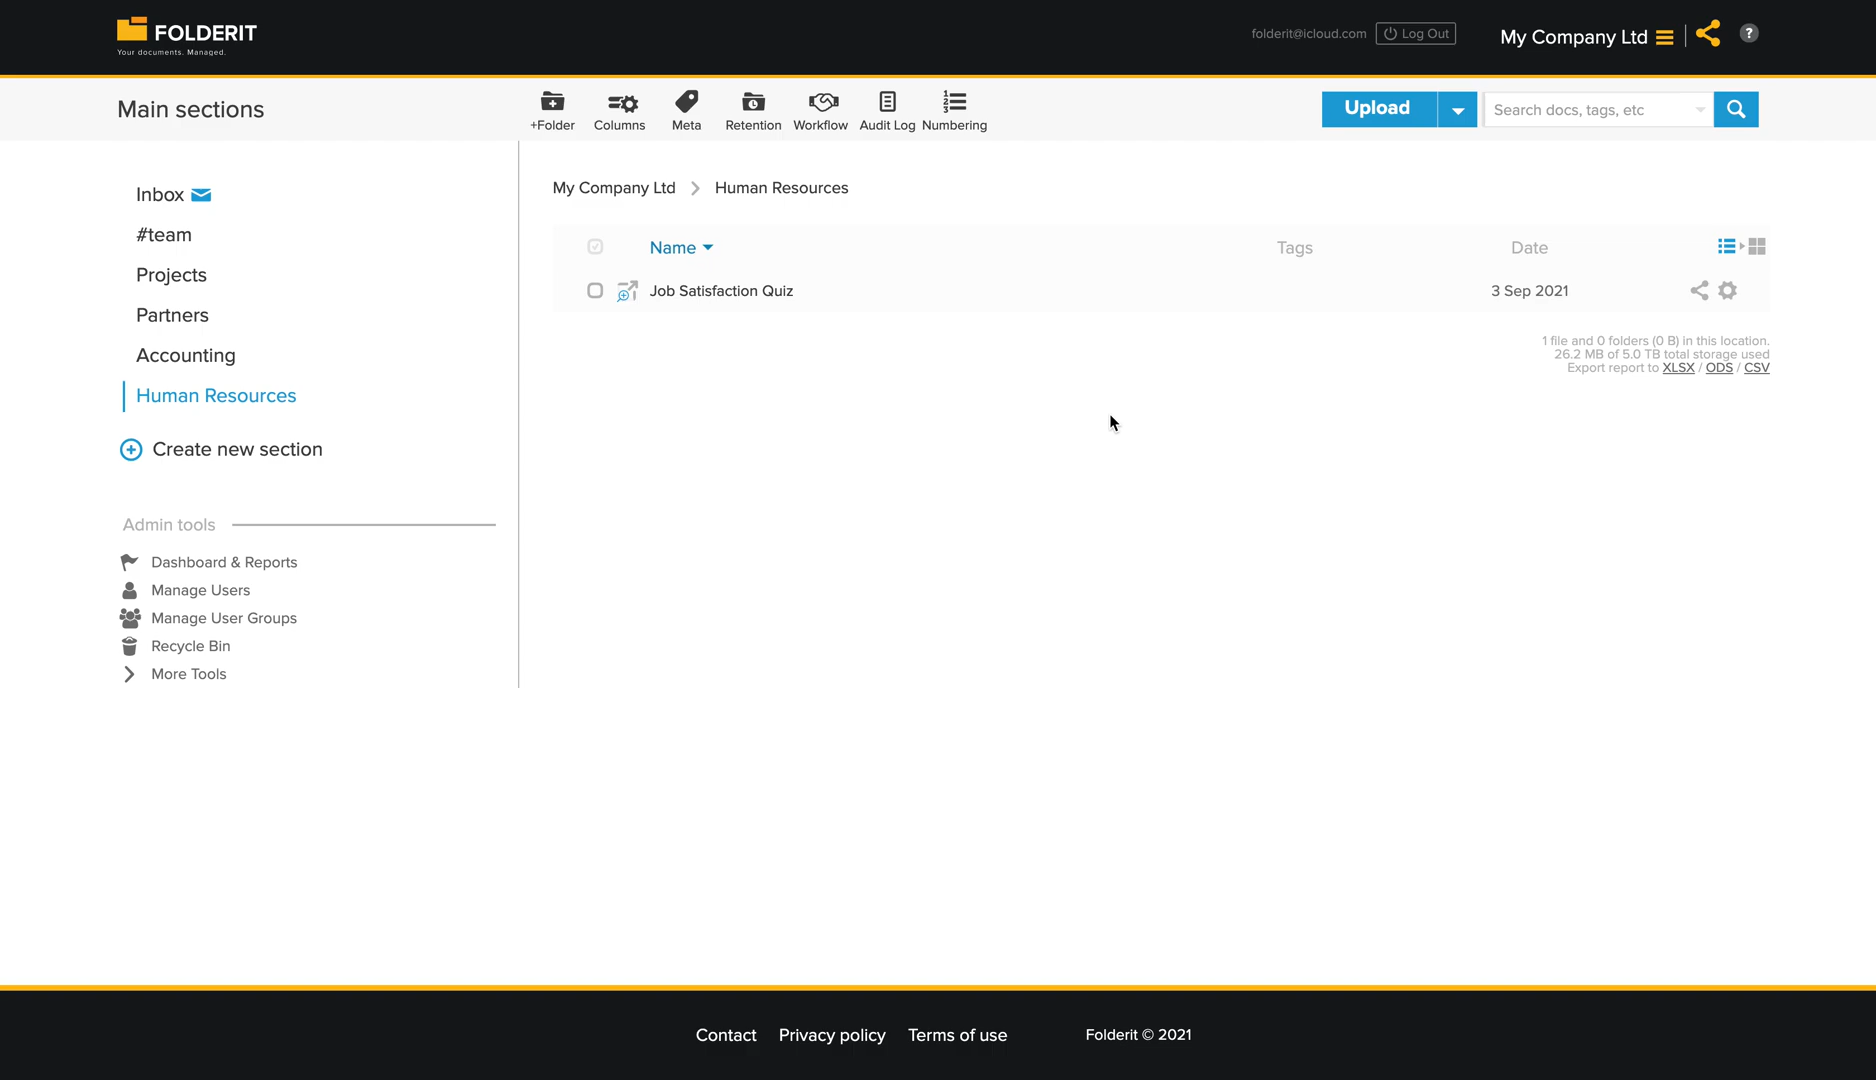 FOLDERIT
Your documents. Managed.
folderit@icloud.com
Log Out
My Company Ltd
?
Main sections
+Folder
Columns
Meta
Retention
Workflow
Audit Log
Numbering
Upload
Search docs, tags, etc
Inbox
#team
Projects
Partners
Accounting
Human Resources
Create new section
Admin tools
Dashboard & Reports
Manage Users
Manage User Groups
Recycle Bin
More Tools
My Company Ltd > Human Resources
Name Tags Date
Job Satisfaction Quiz 3 Sep 2021
1 file and 0 folders (0 B) in this location.
26.2 MB of 5.0 TB total storage used
Export report to XLSX / ODS / CSV
Contact Privacy policy Terms of use Folderit © 2021